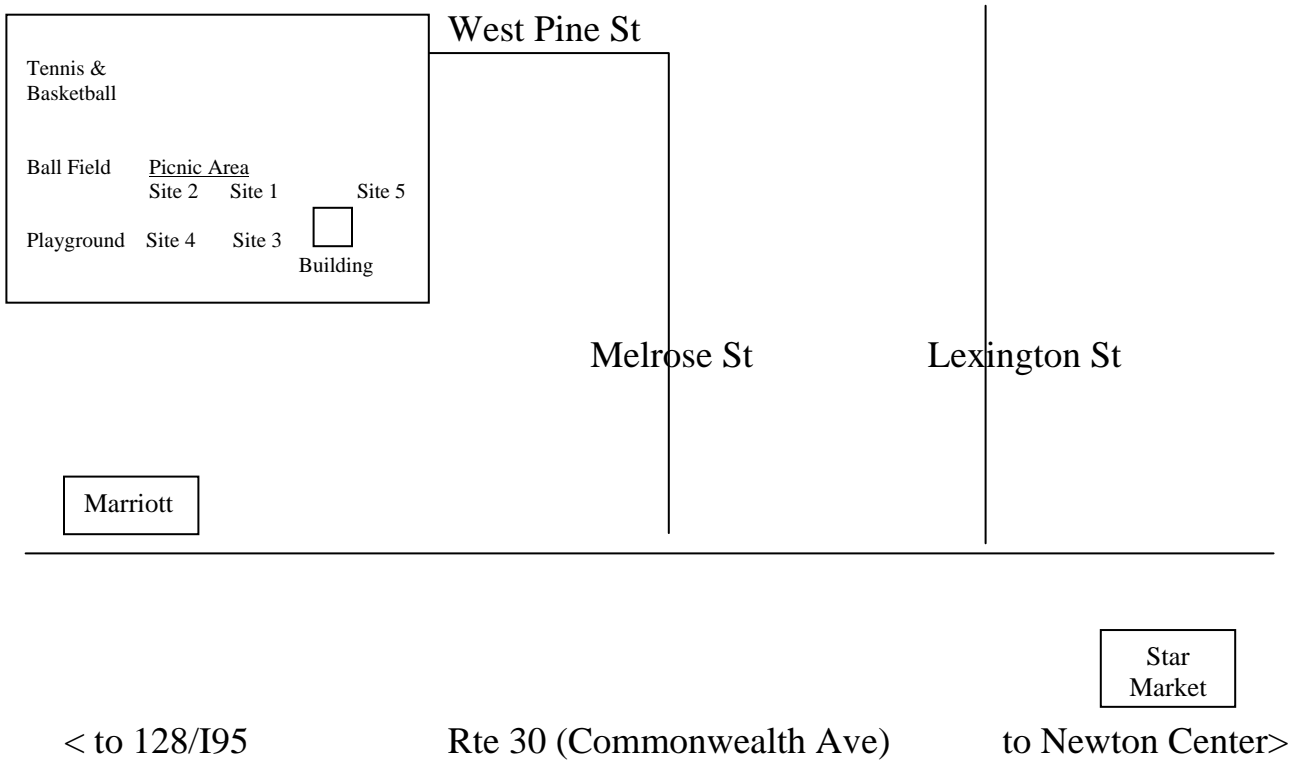 West Pine St
Tennis &
Basketball
Ball Field Picnic Area
Site 2 Site 1 Site 5
Playground Site 4 Site 3
Building
Melrose St Lexington St
Marriott
Star
Market
< to 128/I95 Rte 30 (Commonwealth Ave) to Newton Center>